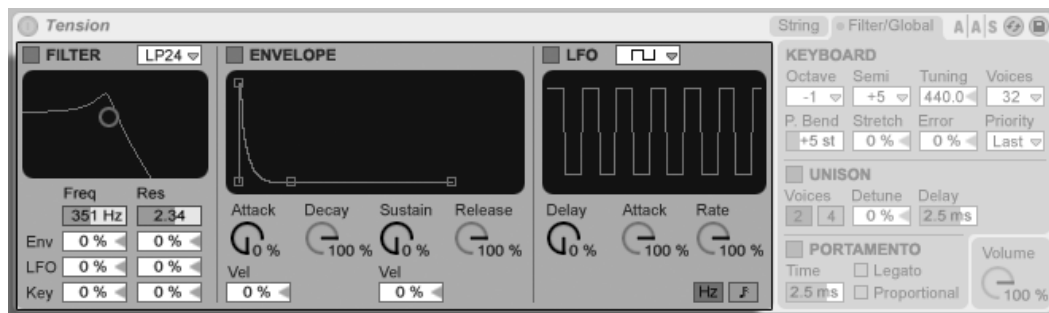 Tension
String Filter/Global A A S
FILTER LP24
Freq Res
351 Hz 2.34
Env 0 % 0 %
LFO 0 % 0 %
Key 0 % 0 %
ENVELOPE
Attack Decay Sustain Release
0 % 100 % 0 % 100 %
Vel Vel
0 % 0 %
LFO
Delay Attack Rate
0 % 100 % 100 %
Hz
KEYBOARD
Octave Semi Tuning Voices
-1 +5 440.0 32
P. Bend Stretch Error Priority
+5 st 0 % 0 % Last
UNISON
Voices Detune Delay
2 4 0 % 2.5 ms
PORTAMENTO
Time Legato
2.5 ms Proportional
Volume
100 %